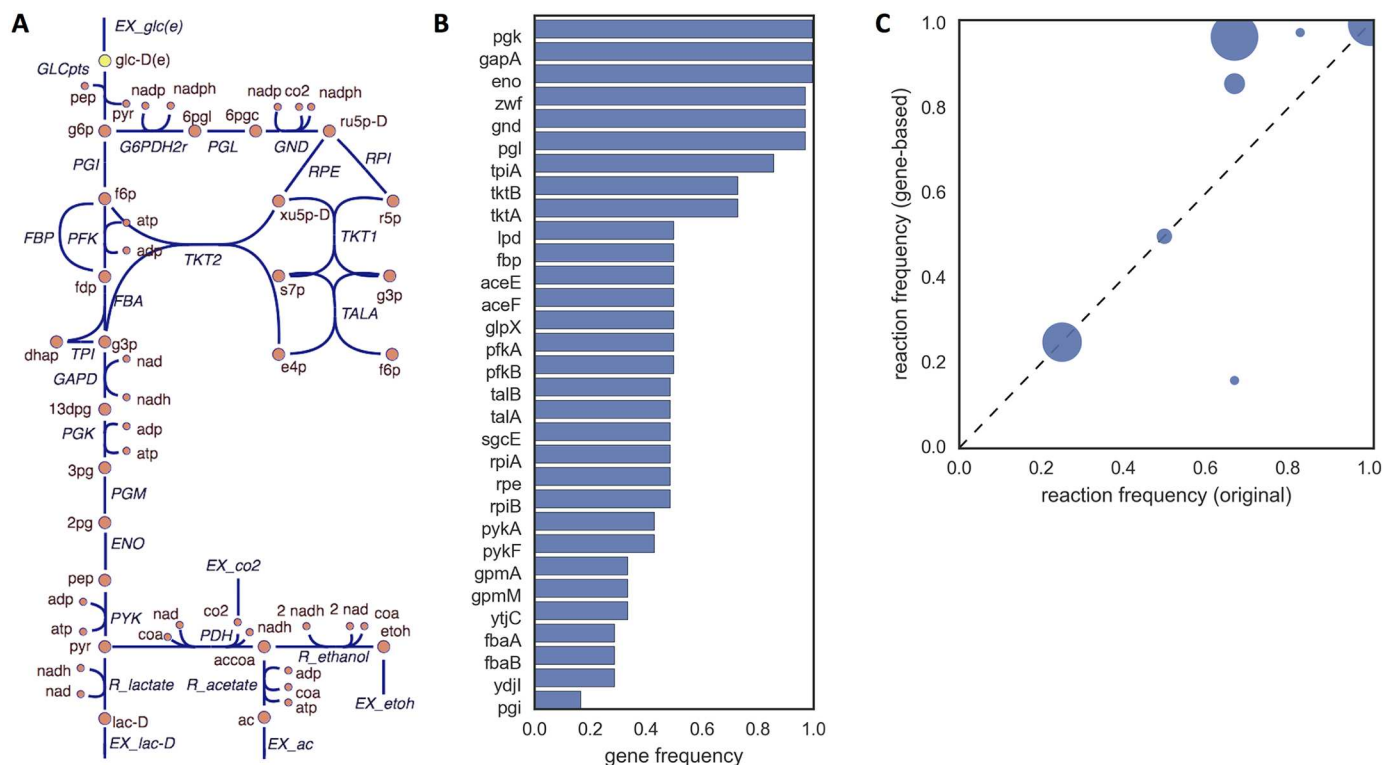 A
EX_glc(e)
glc-D(e)
GLCpts
pep
pyr
nadp
nadph
nadp
co2
nadph
g6p
6pgl
6pgc
ru5p-D
G6PDH2r
PGL
GND
PGI
RPE
RPI
f6p
xu5p-D
r5p
atp
FBP
PFK
adp
TKT2
TKT1
fdp
s7p
g3p
FBA
TALA
dhap
TPI
g3p
e4p
f6p
nad
GAPD
nadh
13dpg
adp
PGK
atp
3pg
PGM
2pg
ENO
pep
EX_co2
adp
PYK
atp
nad
co2
2 nadh
2 nad
coa
coa
PDH
nadh
etoh
pyr
accoa
R_ethanol
nadh
nad
R_lactate
R_acetate
adp
coa
atp
EX_etoh
lac-D
ac
EX_lac-D
EX_ac
B
pgk
gapA
eno
zwf
gnd
pgl
tpiA
tktB
tktA
lpd
fbp
aceE
aceF
glpX
pfkA
pfkB
talB
talA
sgcE
rpiA
rpe
rpiB
pykA
pykF
gpmA
gpmM
ytjC
fbaA
fbaB
ydjI
pgi
0.0 0.2 0.4 0.6 0.8 1.0
gene frequency
C
1.0
0.8
0.6
0.4
0.2
0.0
reaction frequency (gene-based)
0.0 0.2 0.4 0.6 0.8 1.0
reaction frequency (original)